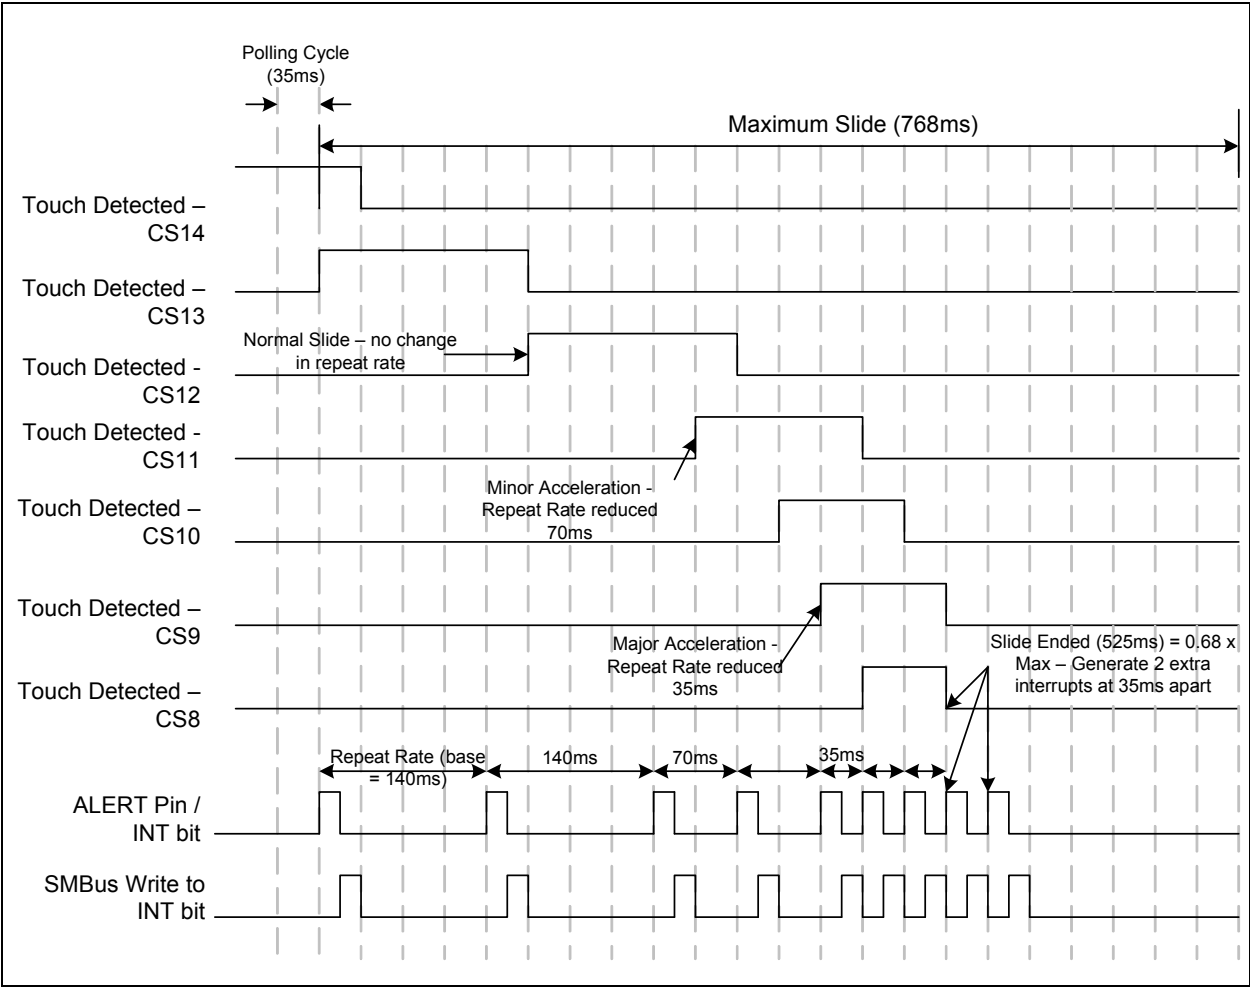 Polling Cycle
(35ms)
Maximum Slide (768ms)
Touch Detected –
CS14
Touch Detected –
CS13
Normal Slide – no change
in repeat rate
Touch Detected -
CS12
Touch Detected -
CS11
Minor Acceleration -
Repeat Rate reduced
70ms
Touch Detected –
CS10
Touch Detected –
CS9
Major Acceleration -
Repeat Rate reduced
35ms
Slide Ended (525ms) = 0.68 x
Max – Generate 2 extra
interrupts at 35ms apart
Touch Detected –
CS8
Repeat Rate (base
= 140ms)
140ms
70ms
35ms
ALERT Pin /
INT bit
SMBus Write to
INT bit